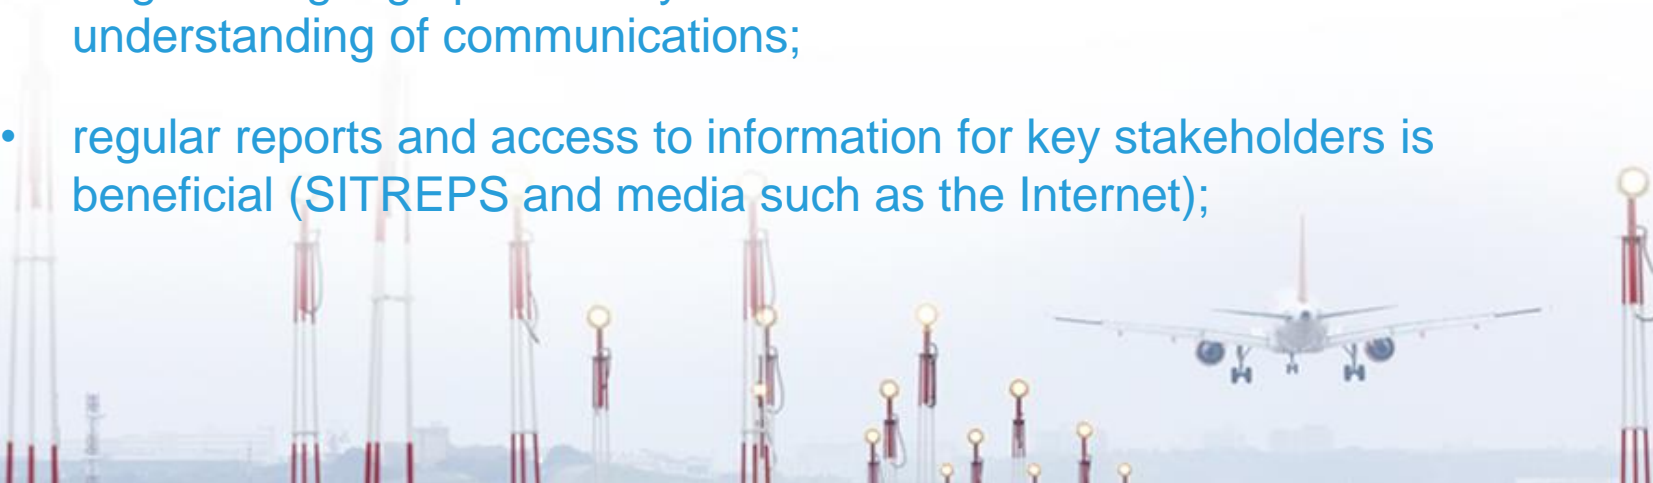 understanding of communications;
• regular reports and access to information for key stakeholders is
beneficial (SITREPS and media such as the Internet);